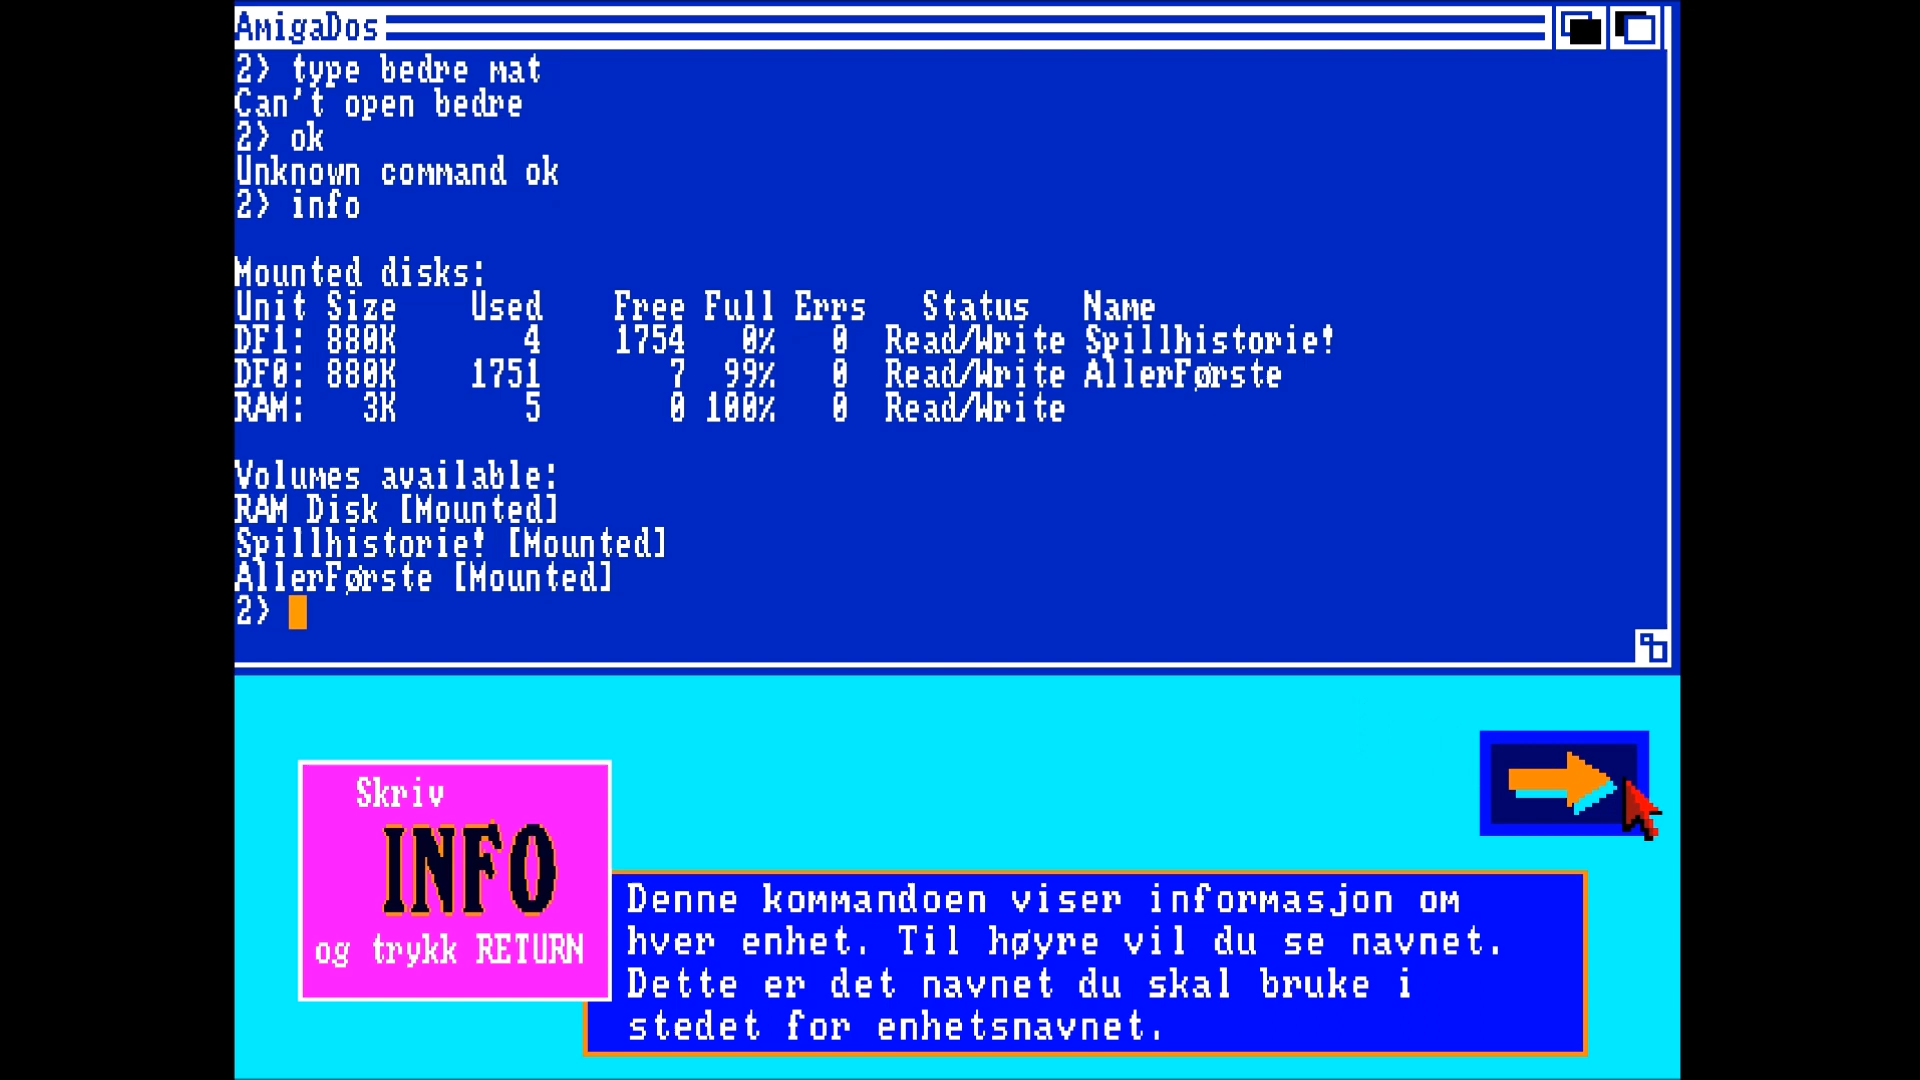 AmigaDos
2> type bedre mat
Can't open bedre
2> ok
Unknown command ok
2> info
Mounted disks:
Unit Size    Used    Free Full Errs   Status   Name
DF1: 880K       4    1754   0%   0  Read/Write Spillhistorie!
DF0: 880K    1751       7  99%   0  Read/Write AllerFørste
RAM:   3K       5       0 100%   0  Read/Write
Volumes available:
RAM Disk [Mounted]
Spillhistorie! [Mounted]
AllerFørste [Mounted]
2>
Skriv
INFO
og trykk RETURN
Denne kommandoen viser informasjon om
hver enhet. Til høyre vil du se navnet.
Dette er det navnet du skal bruke i
stedet for enhetsnavnet.